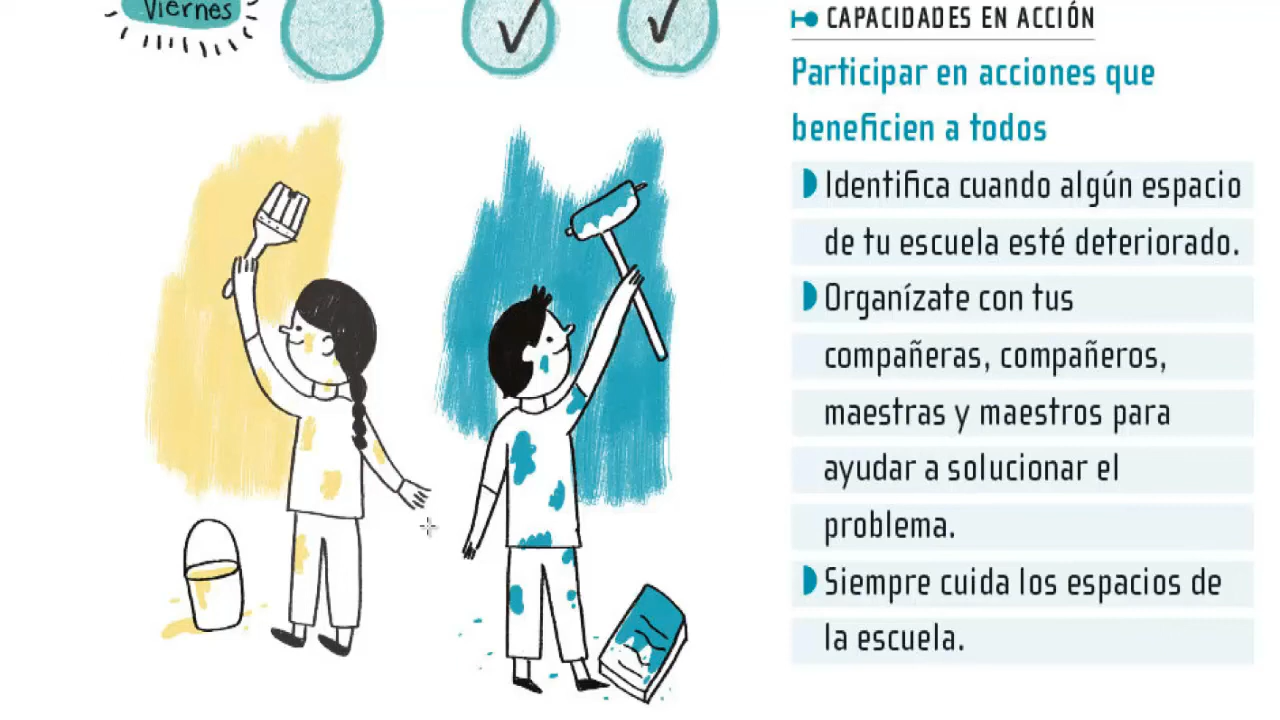 Viernes
CAPACIDADES EN ACCIÓN
Participar en acciones que
beneficien a todos
Identifica cuando algún espacio
de tu escuela esté deteriorado.
Organízate con tus
compañeras, compañeros,
maestras y maestros para
ayudar a solucionar el
problema.
Siempre cuida los espacios de
la escuela.